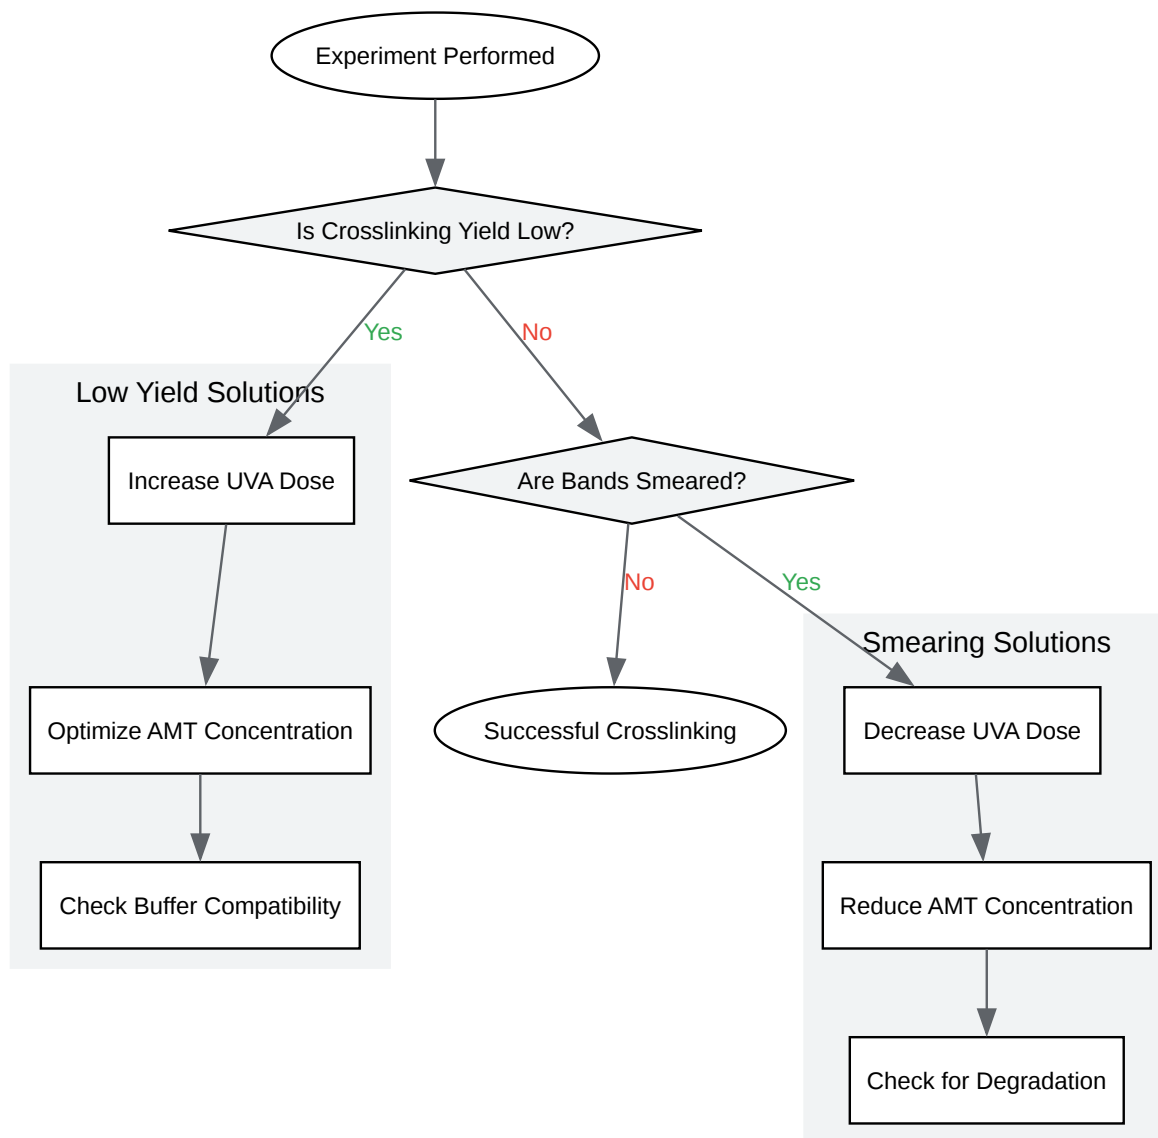 Experiment Performed
Is Crosslinking Yield Low?
Yes
No
Low Yield Solutions
Increase UVA Dose
Are Bands Smeared?
No
Yes
Smearing Solutions
Optimize AMT Concentration
Successful Crosslinking
Decrease UVA Dose
Check Buffer Compatibility
Reduce AMT Concentration
Check for Degradation